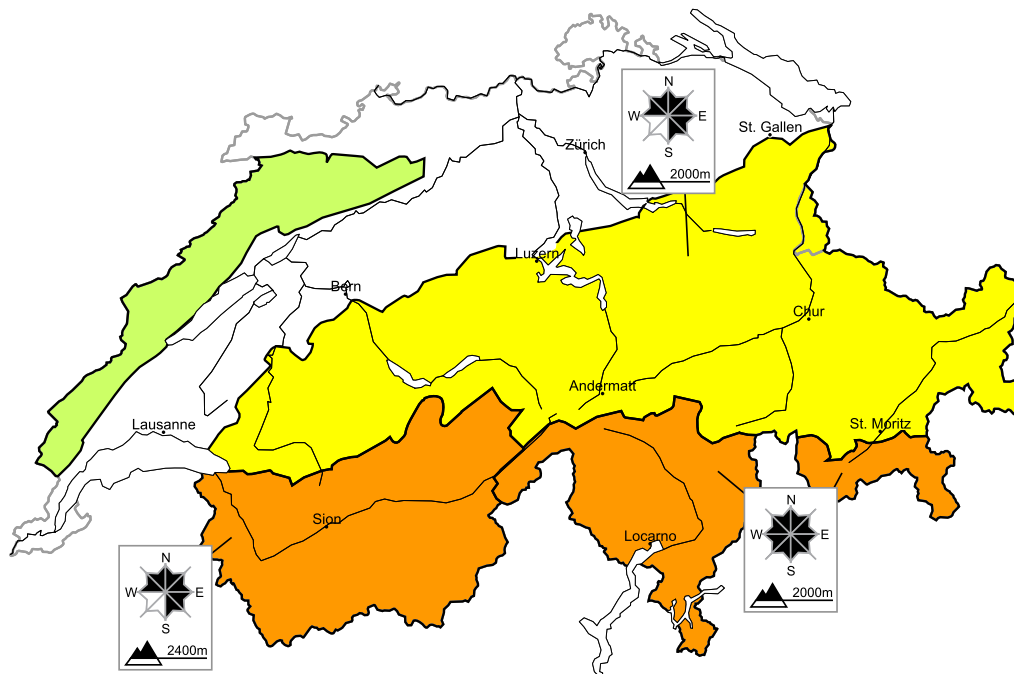 N
W E
S
2000m
St. Gallen
Zürich
Luzern
Bern
Chur
Andermatt
Lausanne
St. Moritz
Sion
Locarno
N
W E
S
2000m
N
W E
S
2400m